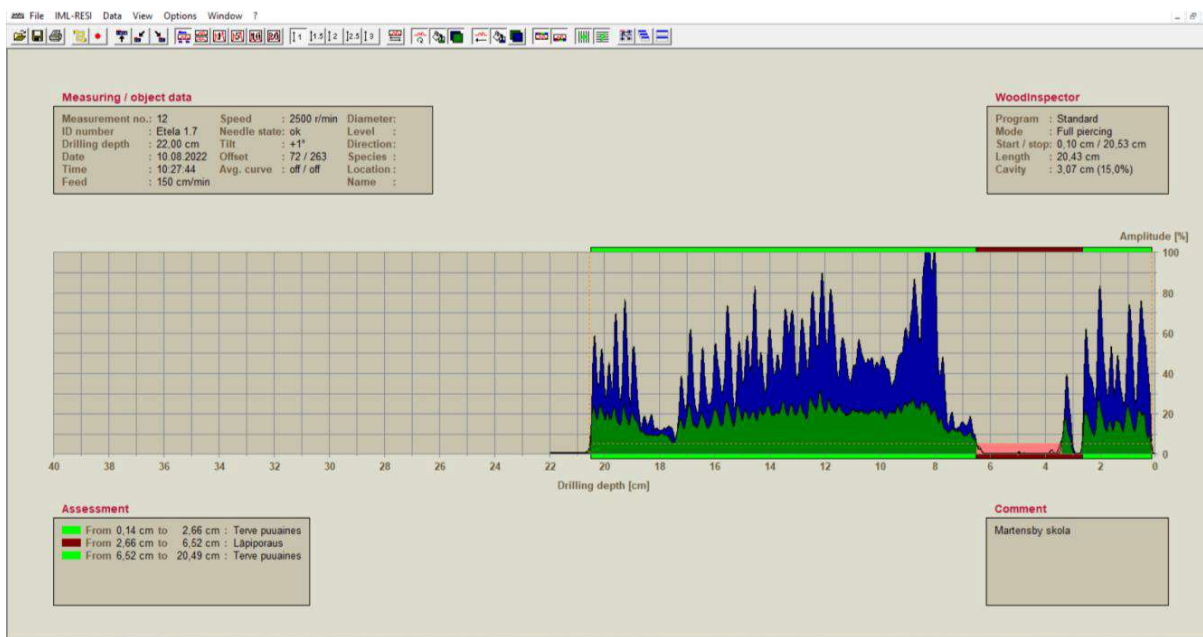 File IML-RESI Data View Options Window ?
1 1.5 2 2.5 3
Measuring / object data
Measurement no.: 12 Speed : 2500 r/min Diameter:
ID number : Etela 1.7 Needle state: ok Level :
Drilling depth : 22,00 cm Tilt : +1° Direction:
Date : 10.08.2022 Offset : 72 / 263 Species :
Time : 10:27:44 Avg. curve : off / off Location :
Feed : 150 cm/min Name :
WoodInspector
Program : Standard
Mode : Full piercing
Start / stop : 0,10 cm / 20,53 cm
Length : 20,43 cm
Cavity : 3,07 cm (15,0%)
Amplitude [%]
100
80
60
40
20
0
40 38 36 34 32 30 28 26 24 22 20 18 16 14 12 10 8 6 4 2 0
Drilling depth [cm]
Assessment
From 0,14 cm to 2,66 cm : Terve puuaines
From 2,66 cm to 6,52 cm : Läpiporaus
From 6,52 cm to 20,49 cm : Terve puuaines
Comment
Martensby skola